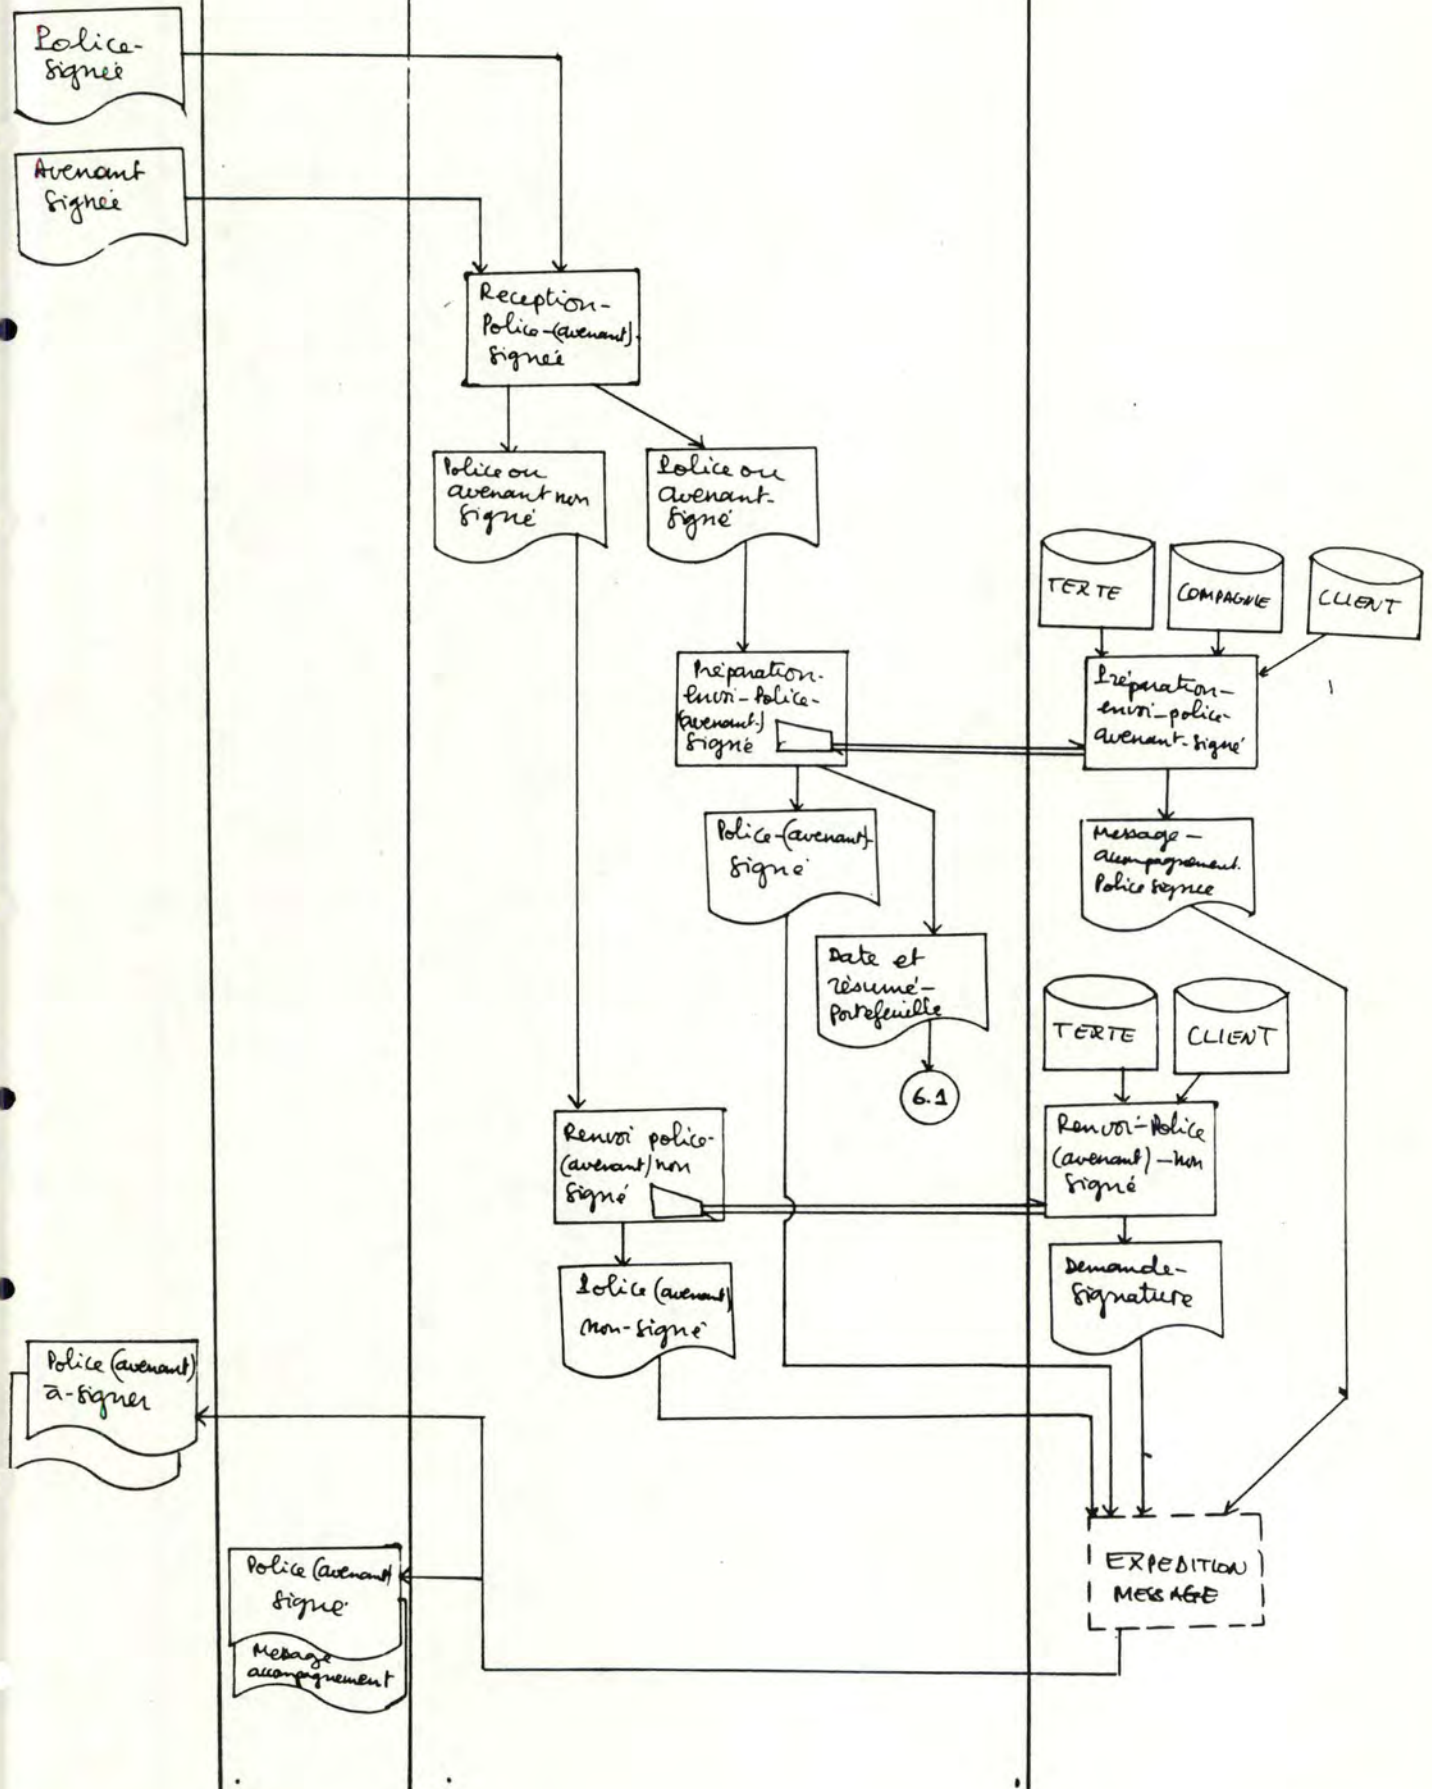 Police-
signée
Avenant
signée
Reception-
Police-(avenant)-
signée
Police ou
avenant non
signé
Police ou
avenant-
signé
TEXTE
COMPAGNIE
CLIENT
Préparation-
envoi-Police-
(avenant-)
signé
Préparation-
envoi-police-
avenant-signé
Police-(avenant)-
signé
Message-
accompagnement-
Police signée
Date et
résumé-
portefeuille
6.1
TEXTE
CLIENT
Renvoi police-
(avenant) non
signé
Renvoi-Police
(avenant)-non
signé
Police (avenant)
non-signé
Demande-
signature
Police (avenant)
à-signer
EXPEDITION
MESSAGE
Police (avenant)
signé
Message
accompagnement